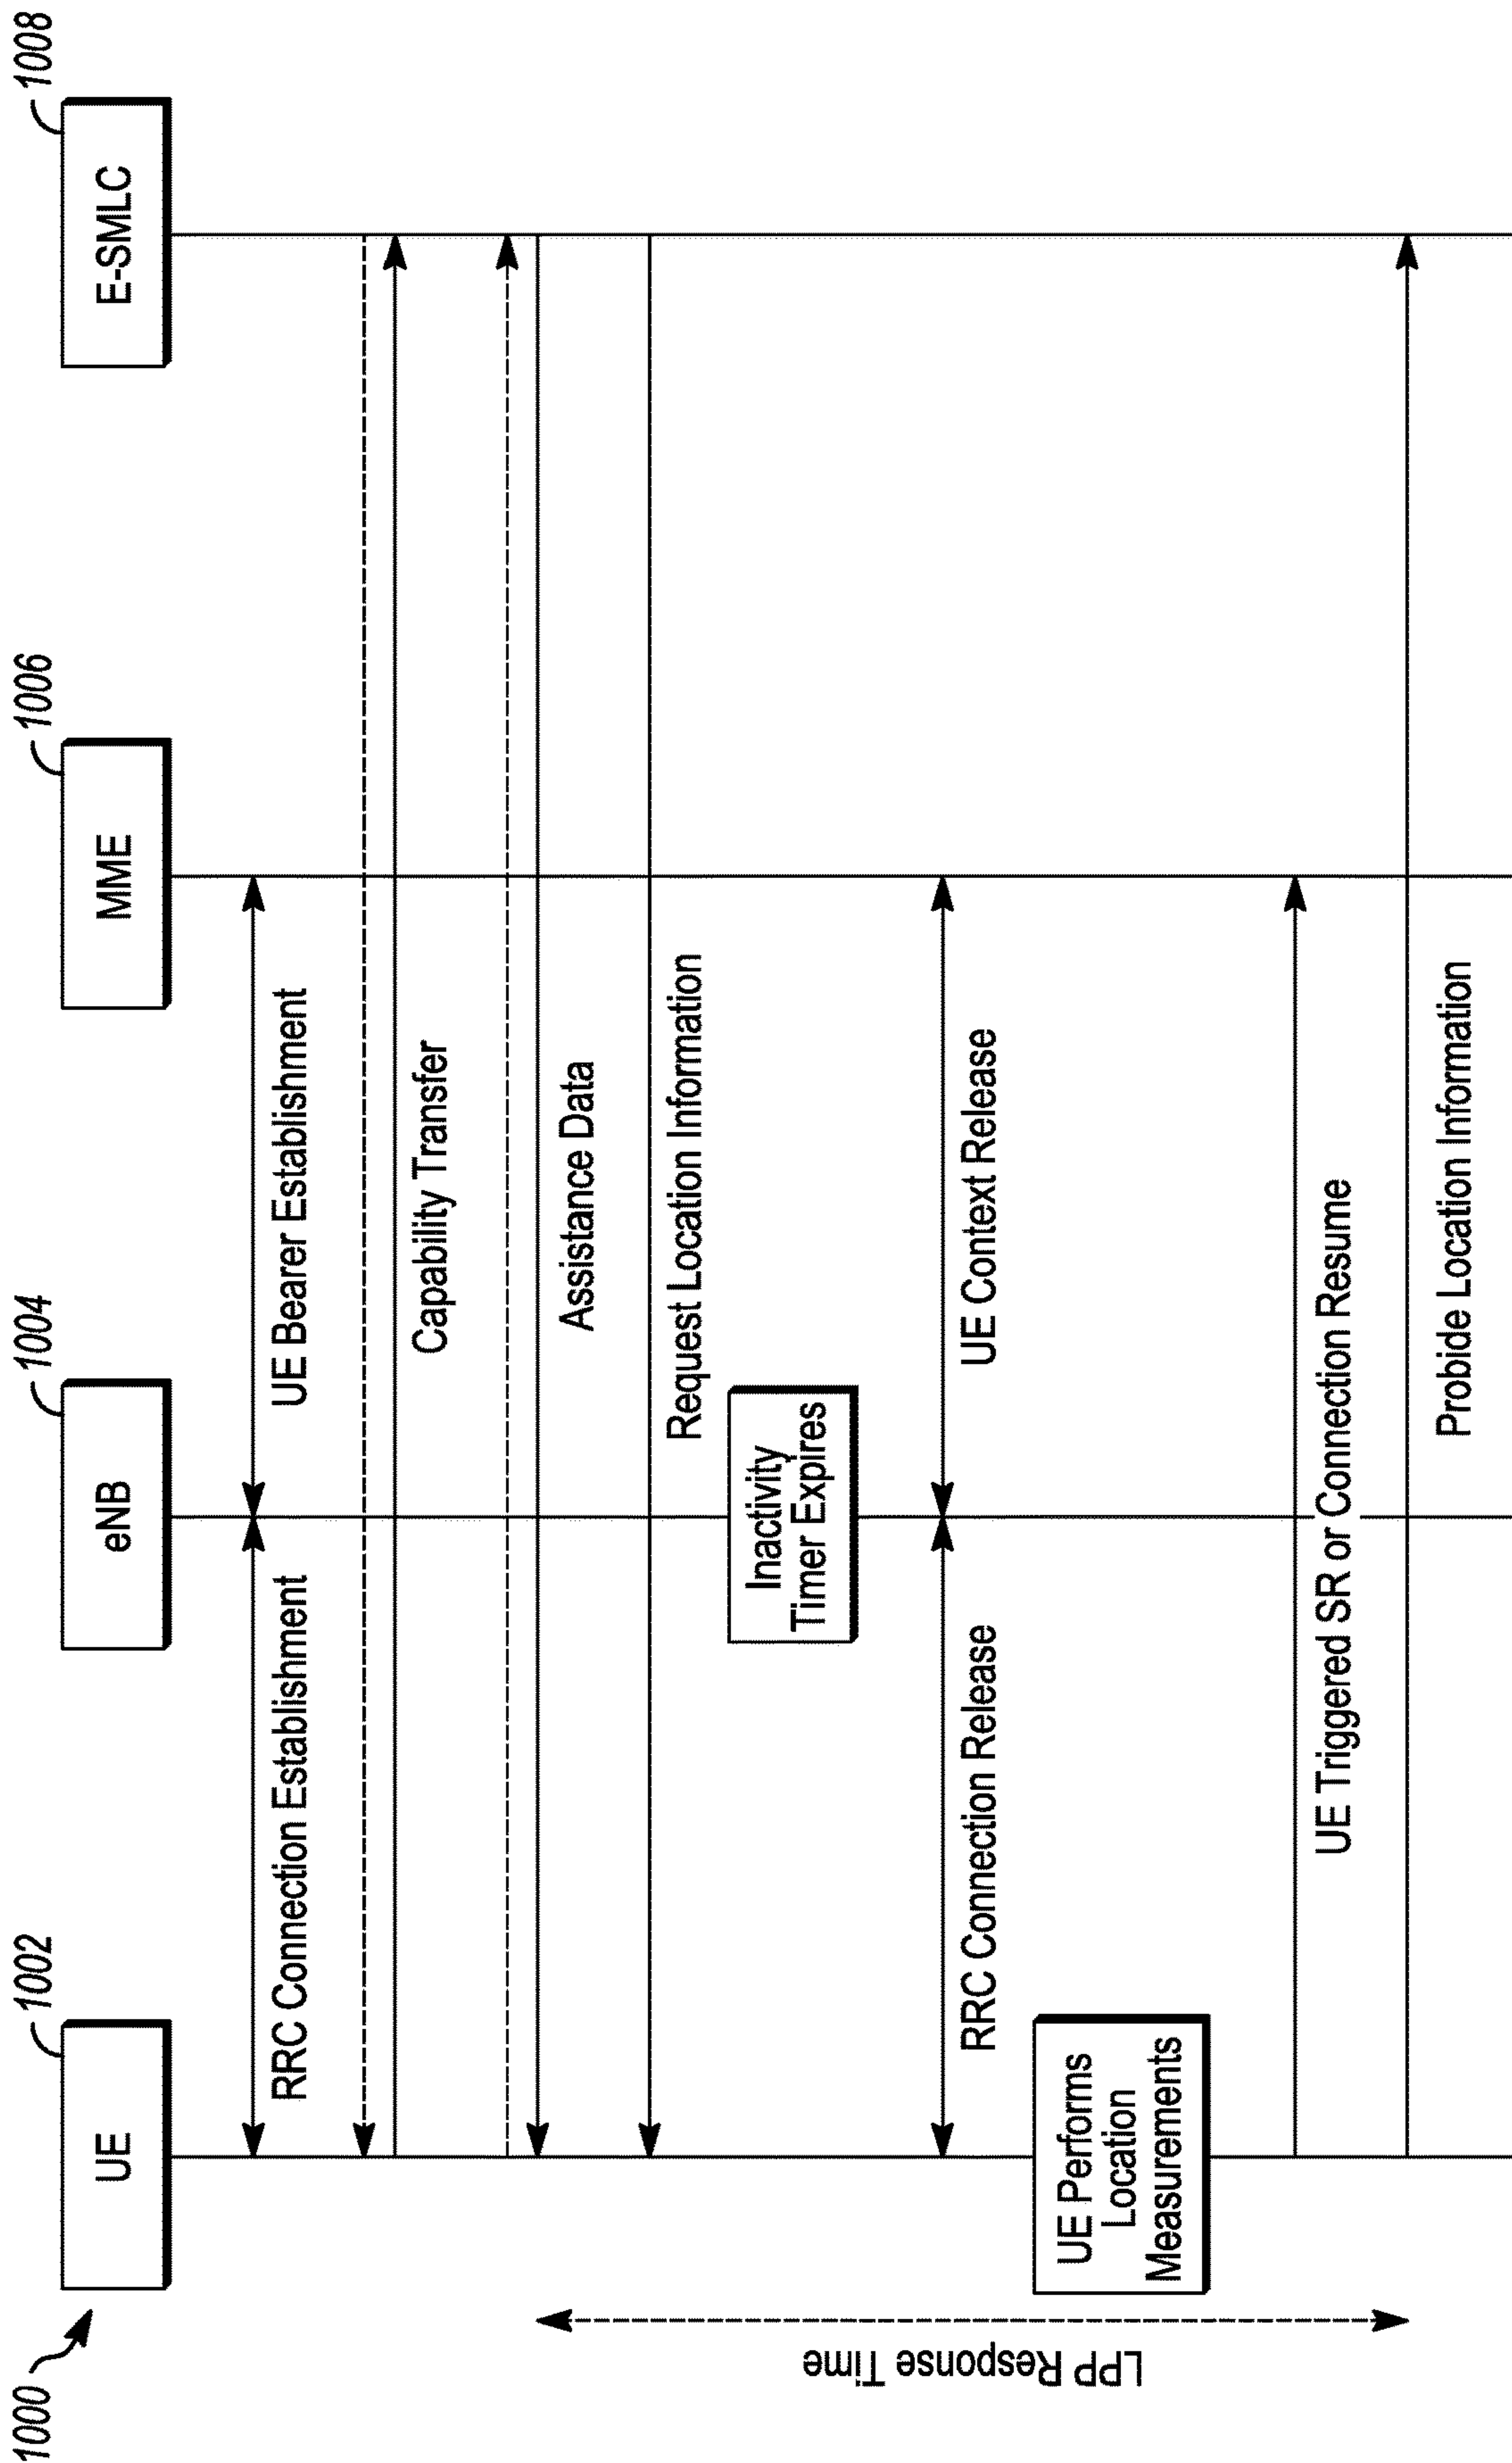 1000
1002
1004
1006
1008
UE
eNB
MME
E-SMLC
RRC Connection Establishment
UE Bearer Establishment
Capability Transfer
Assistance Data
Request Location Information
Inactivity
Timer Expires
RRC Connection Release
UE Context Release
UE Performs
Location
Measurements
LPP Response Time
UE Triggered SR or Connection Resume
Probide Location Information